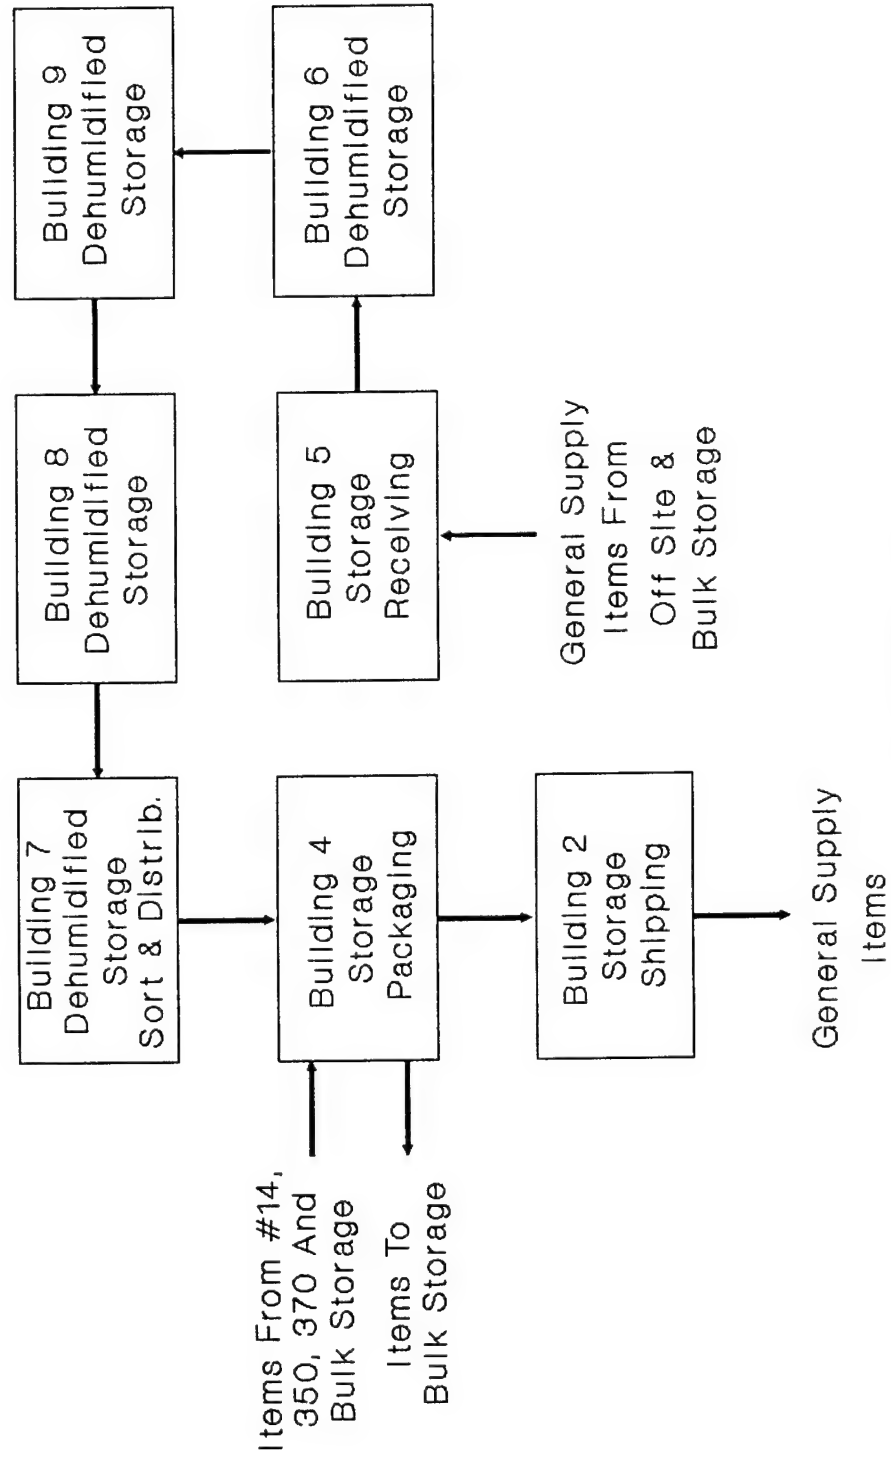 Building 7
Dehumidified
Storage
Sort & Distrib.
Building 8
Dehumidified
Storage
Building 9
Dehumidified
Storage
Items From #14,
350, 370 And
Bulk Storage
Items To
Bulk Storage
Building 4
Storage
Packaging
Building 5
Storage
Receiving
Building 6
Dehumidified
Storage
Building 2
Storage
Shipping
General Supply
Items From
Off Site &
Bulk Storage
General Supply
Items